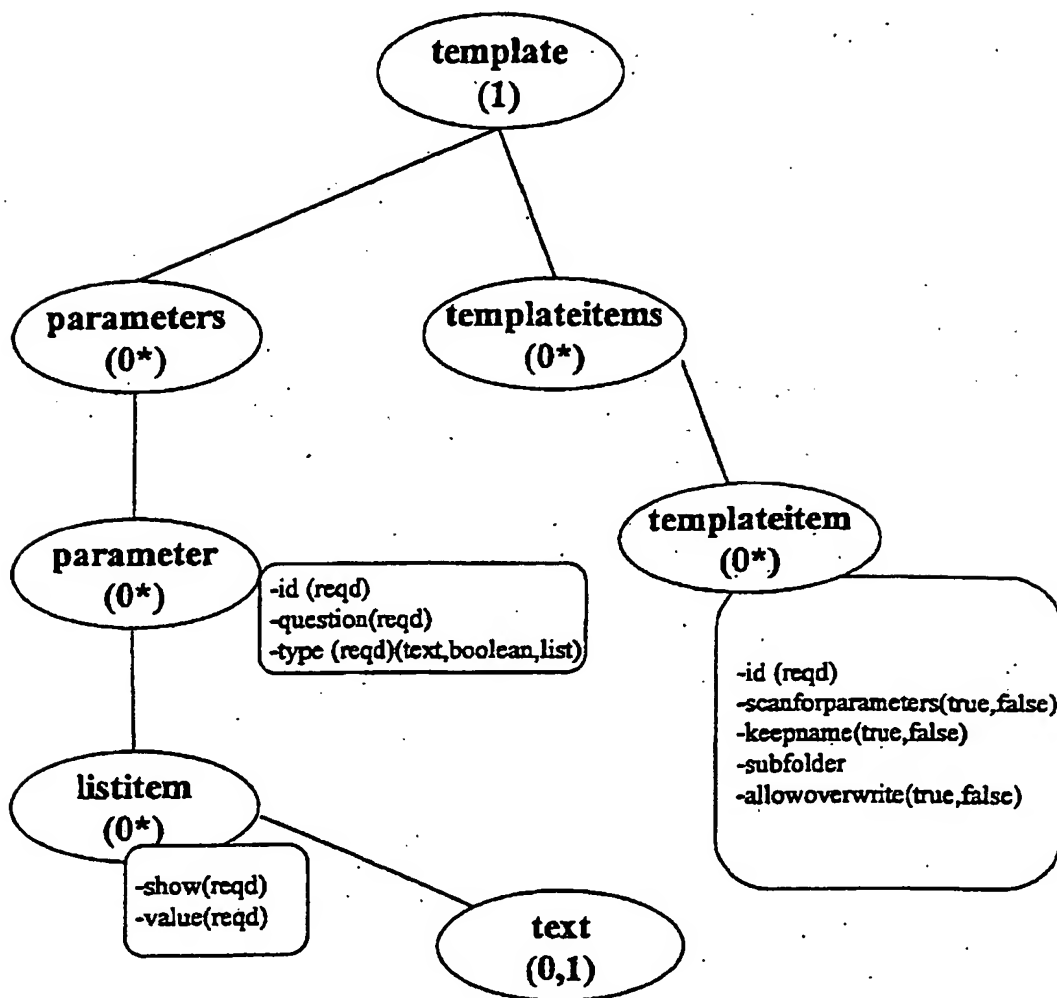 template
(1)
parameters
(0*)
templateitems
(0*)
parameter
(0*)
-id (reqd)
-question(reqd)
-type (reqd)(text,boolean,list)
templateitem
(0*)
-id (reqd)
-scanforparameters(true,false)
-keepname(true,false)
-subfolder
-allowoverwrite(true,false)
listitem
(0*)
-show(reqd)
-value(reqd)
text
(0,1)